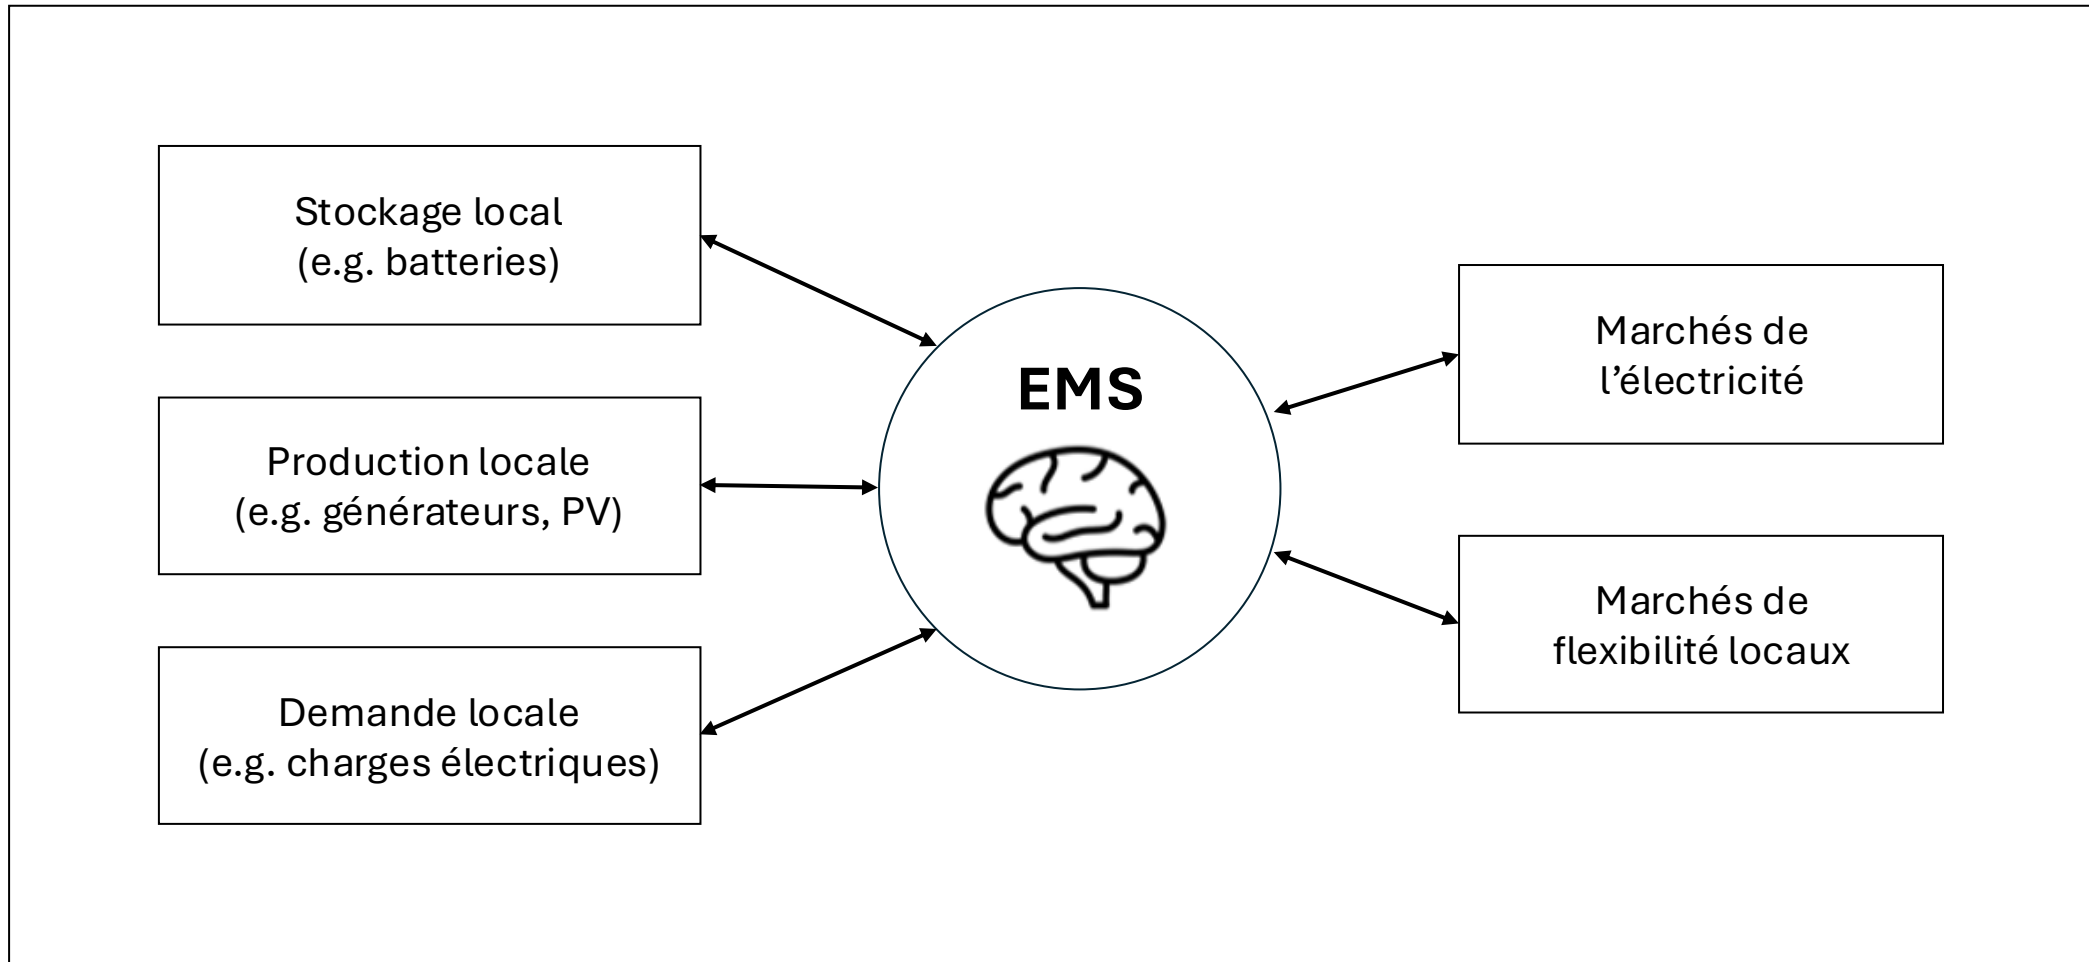 Stockage local
(e.g. batteries)
Production locale
(e.g. générateurs, PV)
Demande locale
(e.g. charges électriques)
EMS
Marchés de
l’électricité
Marchés de
flexibilité locaux